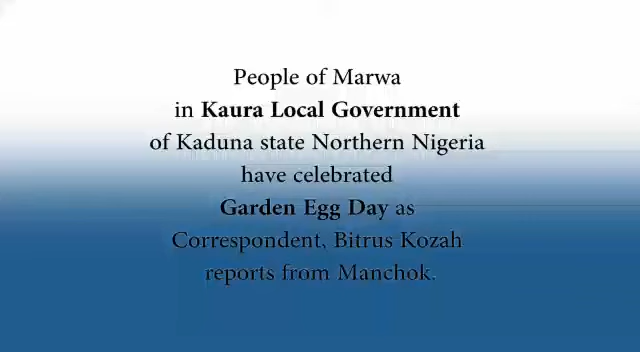 People of Marwa
in Kaura Local Government
of Kaduna state Northern Nigeria
have celebrated
Garden Egg Day as
Correspondent, Bitrus Kozah
reports from Manchok.